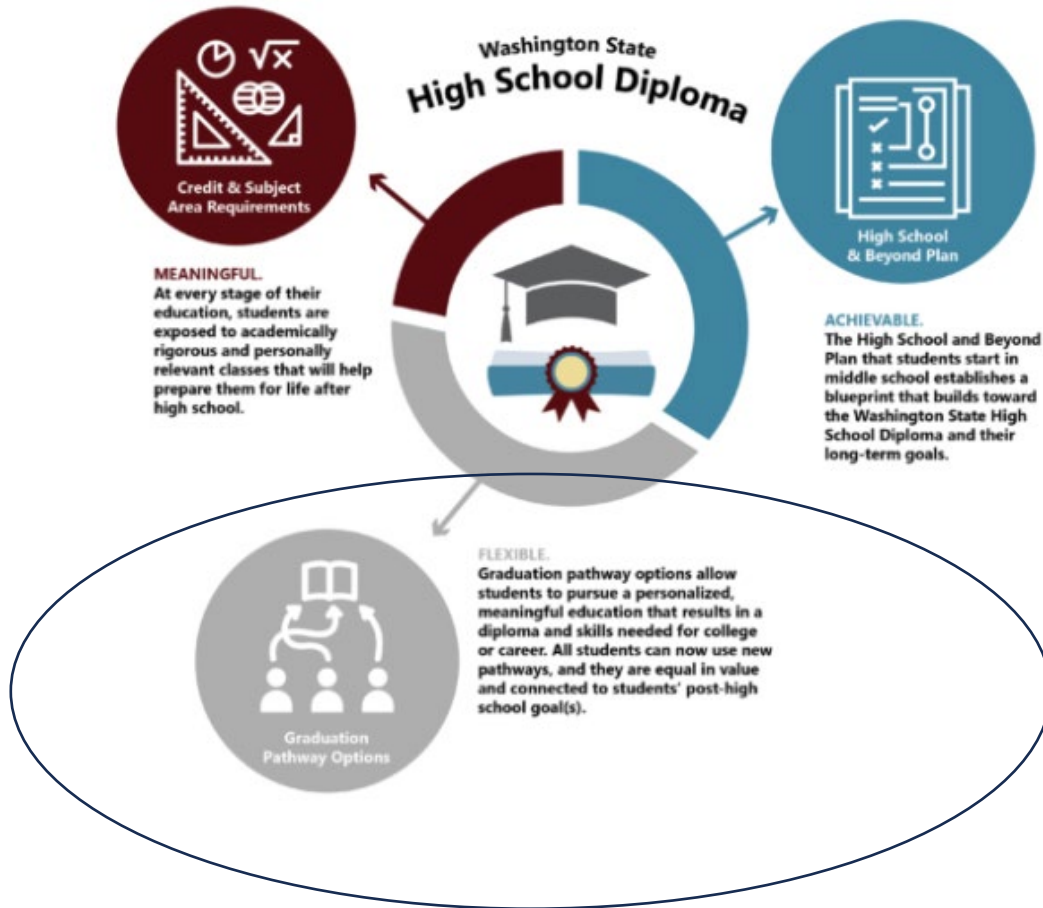 Washington State
High School Diploma
Credit & Subject
Area Requirements
MEANINGFUL.
At every stage of their
education, students are
exposed to academically
rigorous and personally
relevant classes that will help
prepare them for life after
high school.
High School
& Beyond Plan
ACHIEVABLE.
The High School and Beyond
Plan that students start in
middle school establishes a
blueprint that builds toward
the Washington State High
School Diploma and their
long-term goals.
Graduation
Pathway Options
FLEXIBLE.
Graduation pathway options allow
students to pursue a personalized,
meaningful education that results in a
diploma and skills needed for college
or career. All students can now use new
pathways, and they are equal in value
and connected to students' post-high
school goal(s).